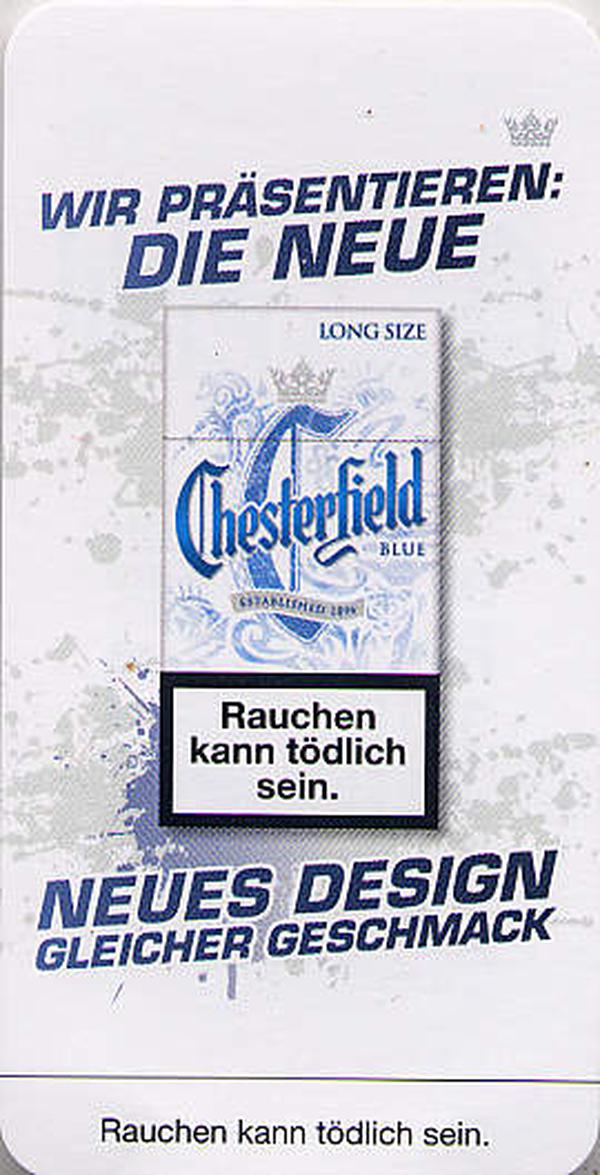 WIR PRÄSENTIEREN:
DIE NEUE
LONG SIZE
Chesterfield
BLUE
ESTABLISHED 1896
Rauchen
kann tödlich
sein.
NEUES DESIGN
GLEICHER GESCHMACK
Rauchen kann tödlich sein.